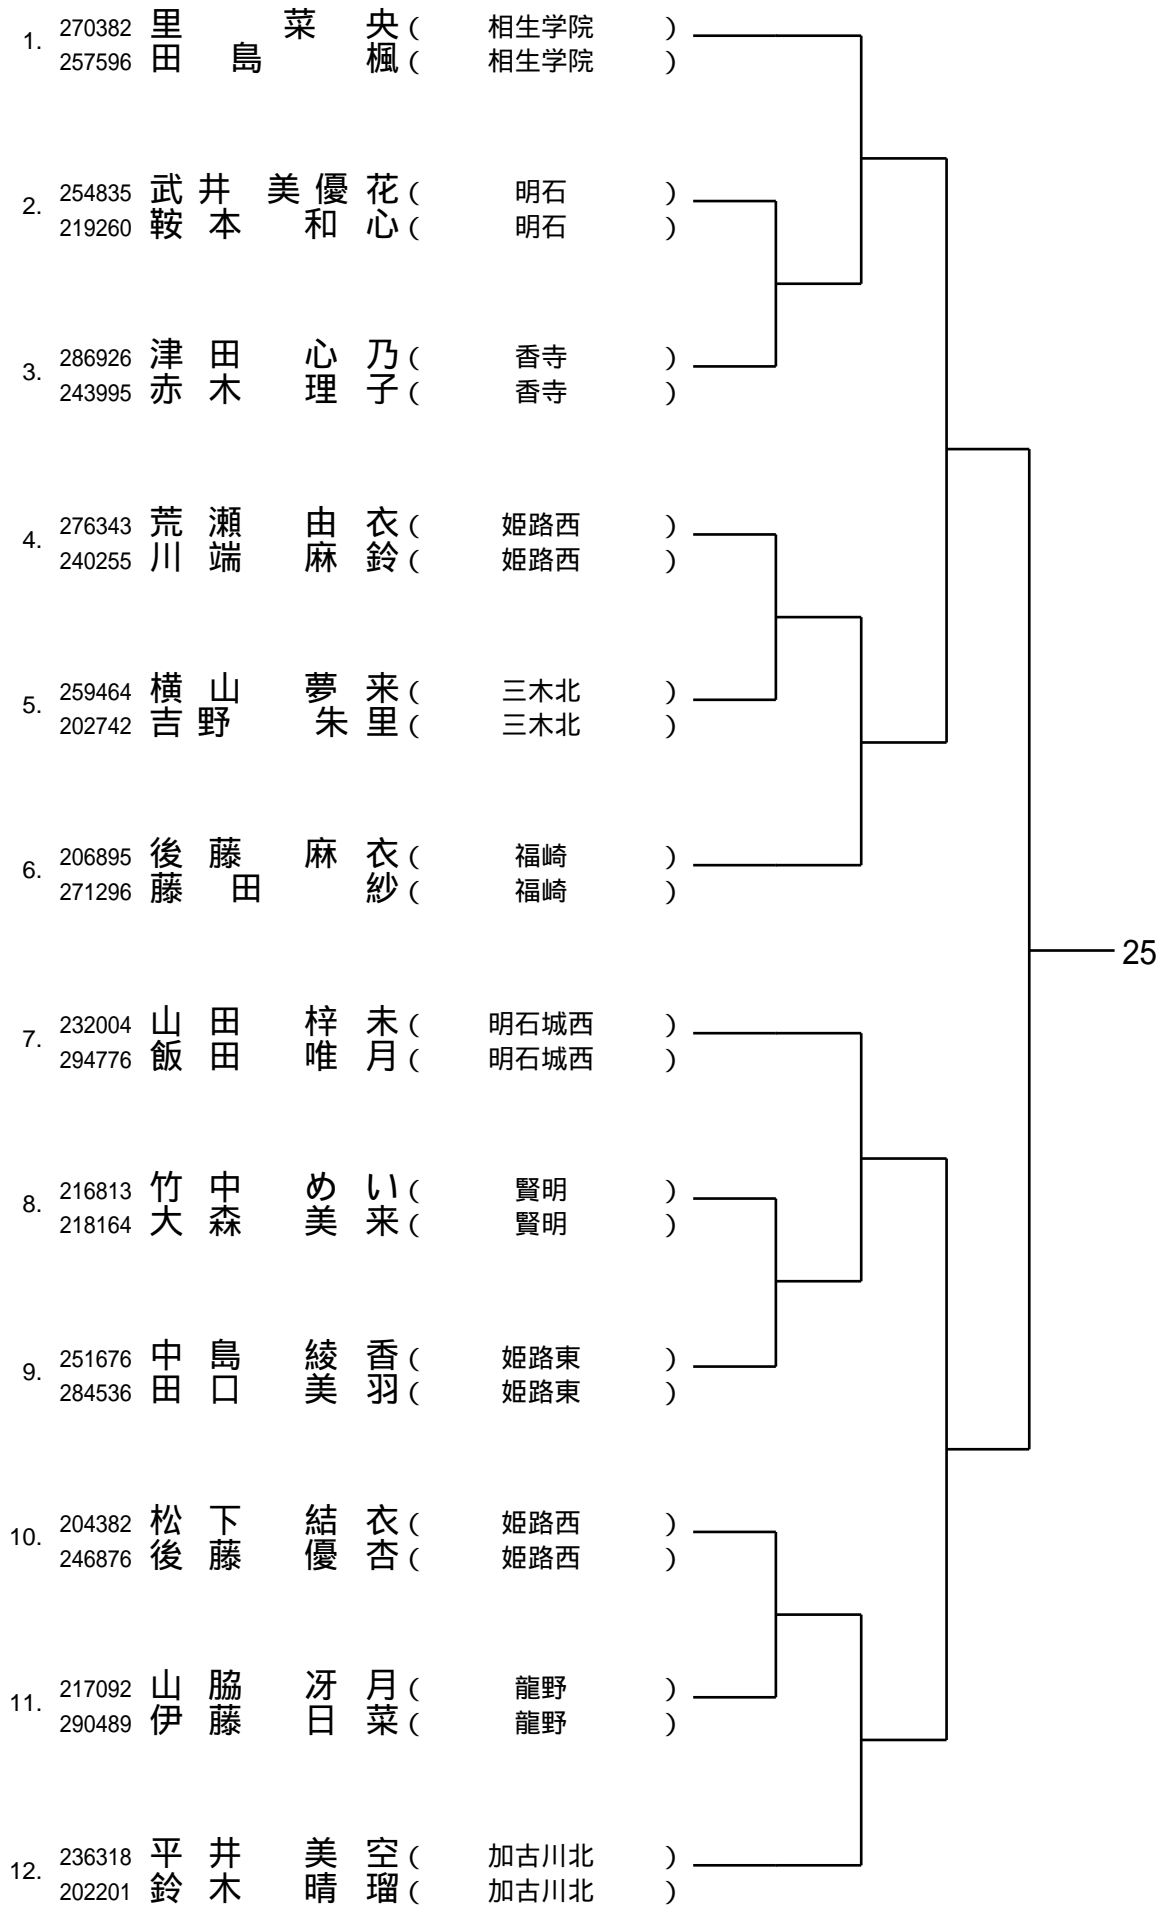 1. 270382 里 菜 央 ( 相生学院 )
257596 田 島 楓 ( 相生学院 )
2. 254835 武 井 美 優 花 ( 明石 )
219260 鞍 本 和 心 ( 明石 )
3. 286926 津 田 心 乃 ( 香寺 )
243995 赤 木 理 子 ( 香寺 )
4. 276343 荒 瀬 由 衣 ( 姫路西 )
240255 川 端 麻 鈴 ( 姫路西 )
5. 259464 横 山 夢 来 ( 三木北 )
202742 吉 野 朱 里 ( 三木北 )
6. 206895 後 藤 麻 衣 ( 福崎 )
271296 藤 田 紗 ( 福崎 )
25
7. 232004 山 田 梓 未 ( 明石城西 )
294776 飯 田 唯 月 ( 明石城西 )
8. 216813 竹 中 め い ( 賢明 )
218164 大 森 美 来 ( 賢明 )
9. 251676 中 島 綾 香 ( 姫路東 )
284536 田 口 美 羽 ( 姫路東 )
10. 204382 松 下 結 衣 ( 姫路西 )
246876 後 藤 優 杏 ( 姫路西 )
11. 217092 山 脇 冴 月 ( 龍野 )
290489 伊 藤 日 菜 ( 龍野 )
12. 236318 平 井 美 空 ( 加古川北 )
202201 鈴 木 晴 瑠 ( 加古川北 )